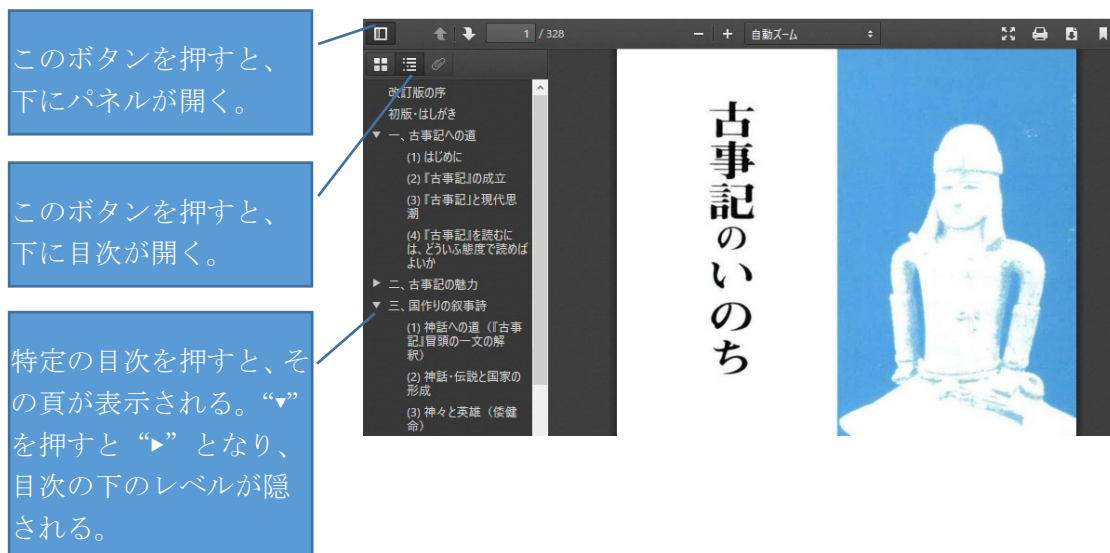 このボタンを押すと、
下にパネルが開く。
このボタンを押すと、
下に目次が開く。
特定の目次を押すと、そ
の頁が表示される。“▼”
を押すと“▶”となり、
目次の下のレベルが隠
される。
1 / 328
自動ズーム
改訂版の序
初版・はしがき
▼ 一、古事記への道
(1) はじめに
(2)『古事記』の成立
(3)『古事記』と現代思
潮
(4)『古事記』を読むに
は、どういふ態度で読めば
よいか
▶ 二、古事記の魅力
▼ 三、国作りの叙事詩
(1) 神話への道（『古事
記』冒頭の一文の解
釈）
(2) 神話・伝説と国家の
形成
(3) 神々と英雄（倭健
命）
古事記のいのち